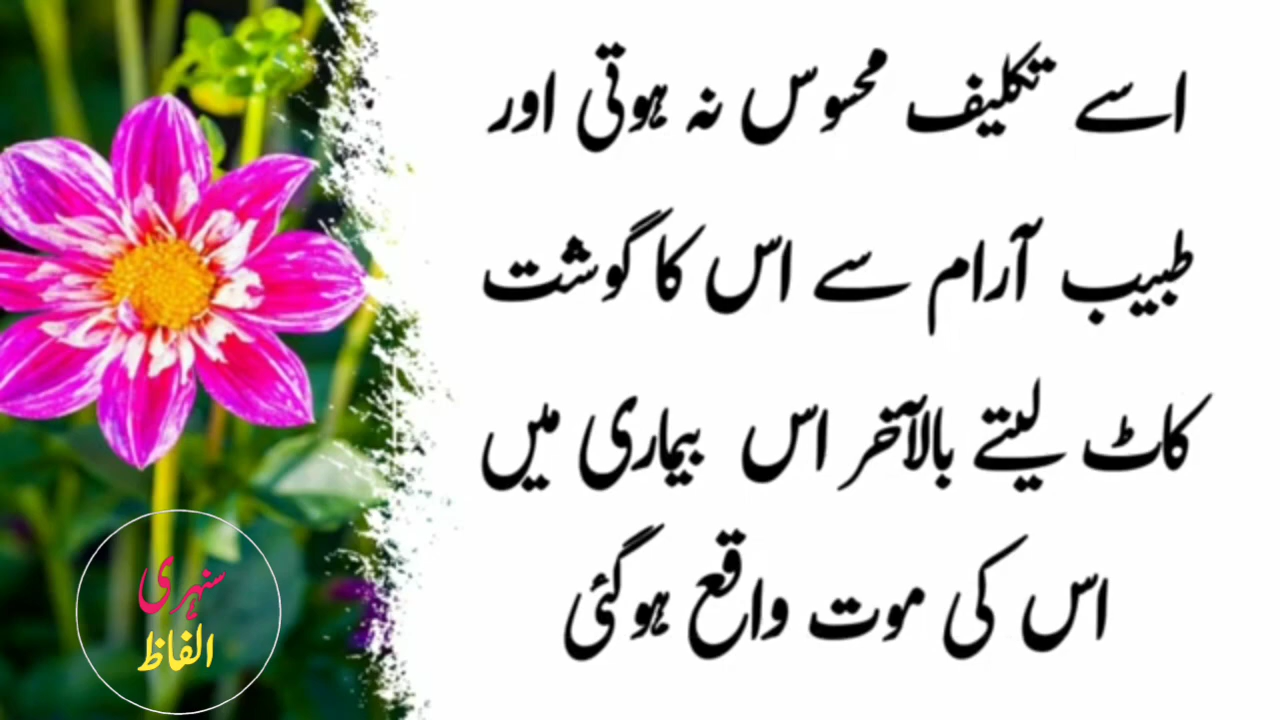 اسے تکلیف محسوس نہ ہوتی اور
طبیب آرام سے اس کا گوشت
کاٹ لیتے بالآخر اس بیماری میں
اس کی موت واقع ہوگئی
سنہری
الفاظ